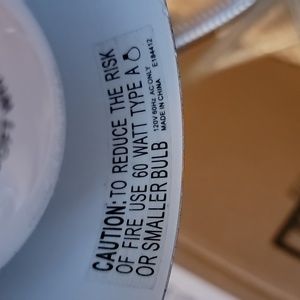 CAUTION: TO REDUCE THE RISK
OF FIRE USE 60 WATT TYPE A
OR SMALLER BULB
120V 60Hz AC ONLY
MADE IN CHINA
E184412